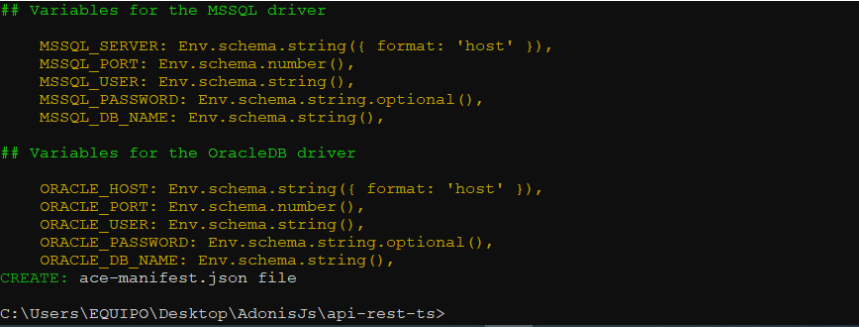 ## Variables for the MSSQL driver
MSSQL_SERVER: Env.schema.string({ format: 'host' }),
MSSQL_PORT: Env.schema.number(),
MSSQL_USER: Env.schema.string(),
MSSQL_PASSWORD: Env.schema.string.optional(),
MSSQL_DB_NAME: Env.schema.string(),
## Variables for the OracleDB driver
ORACLE_HOST: Env.schema.string({ format: 'host' }),
ORACLE_PORT: Env.schema.number(),
ORACLE_USER: Env.schema.string(),
ORACLE_PASSWORD: Env.schema.string.optional(),
ORACLE_DB_NAME: Env.schema.string(),
CREATE: ace-manifest.json file
C:\Users\EQUIPO\Desktop\AdonisJs\api-rest-ts>